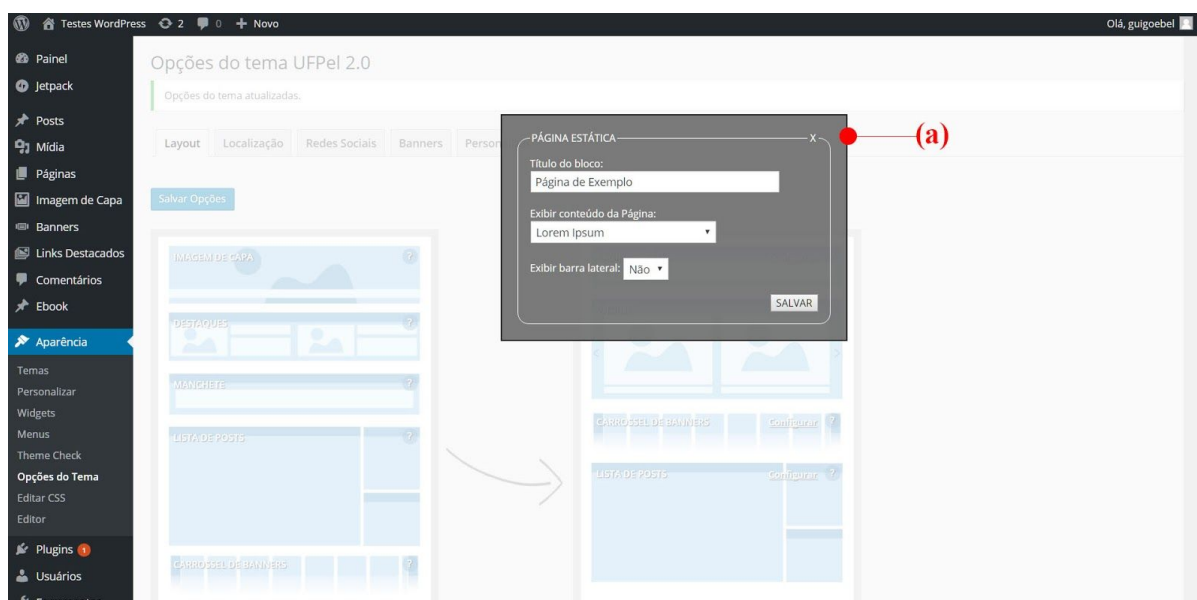 Testes WordPress 2 0 + Novo Olá, guigoebel
Painel
Jetpack
Posts
Mídia
Páginas
Imagem de Capa
Banners
Links Destacados
Comentários
Ebook
Aparência
Temas
Personalizar
Widgets
Menus
Theme Check
Opções do Tema
Editar CSS
Editor
Plugins 1
Usuários
Opções do tema UFPel 2.0
Opções do tema atualizadas.
Layout Localização Redes Sociais Banners
Salvar Opções
IMAGEM DE CAPA ?
DESTAQUES ?
MANCHETE ?
LISTA DE POSTS ?
CARROSSEL DE BANNERS ?
PÁGINA ESTÁTICA X
(a)
Título do bloco:
Página de Exemplo
Exibir conteúdo da Página:
Lorem Ipsum
Exibir barra lateral: Não
SALVAR
CARROSSEL DE BANNERS Configurar ?
LISTA DE POSTS Configurar ?